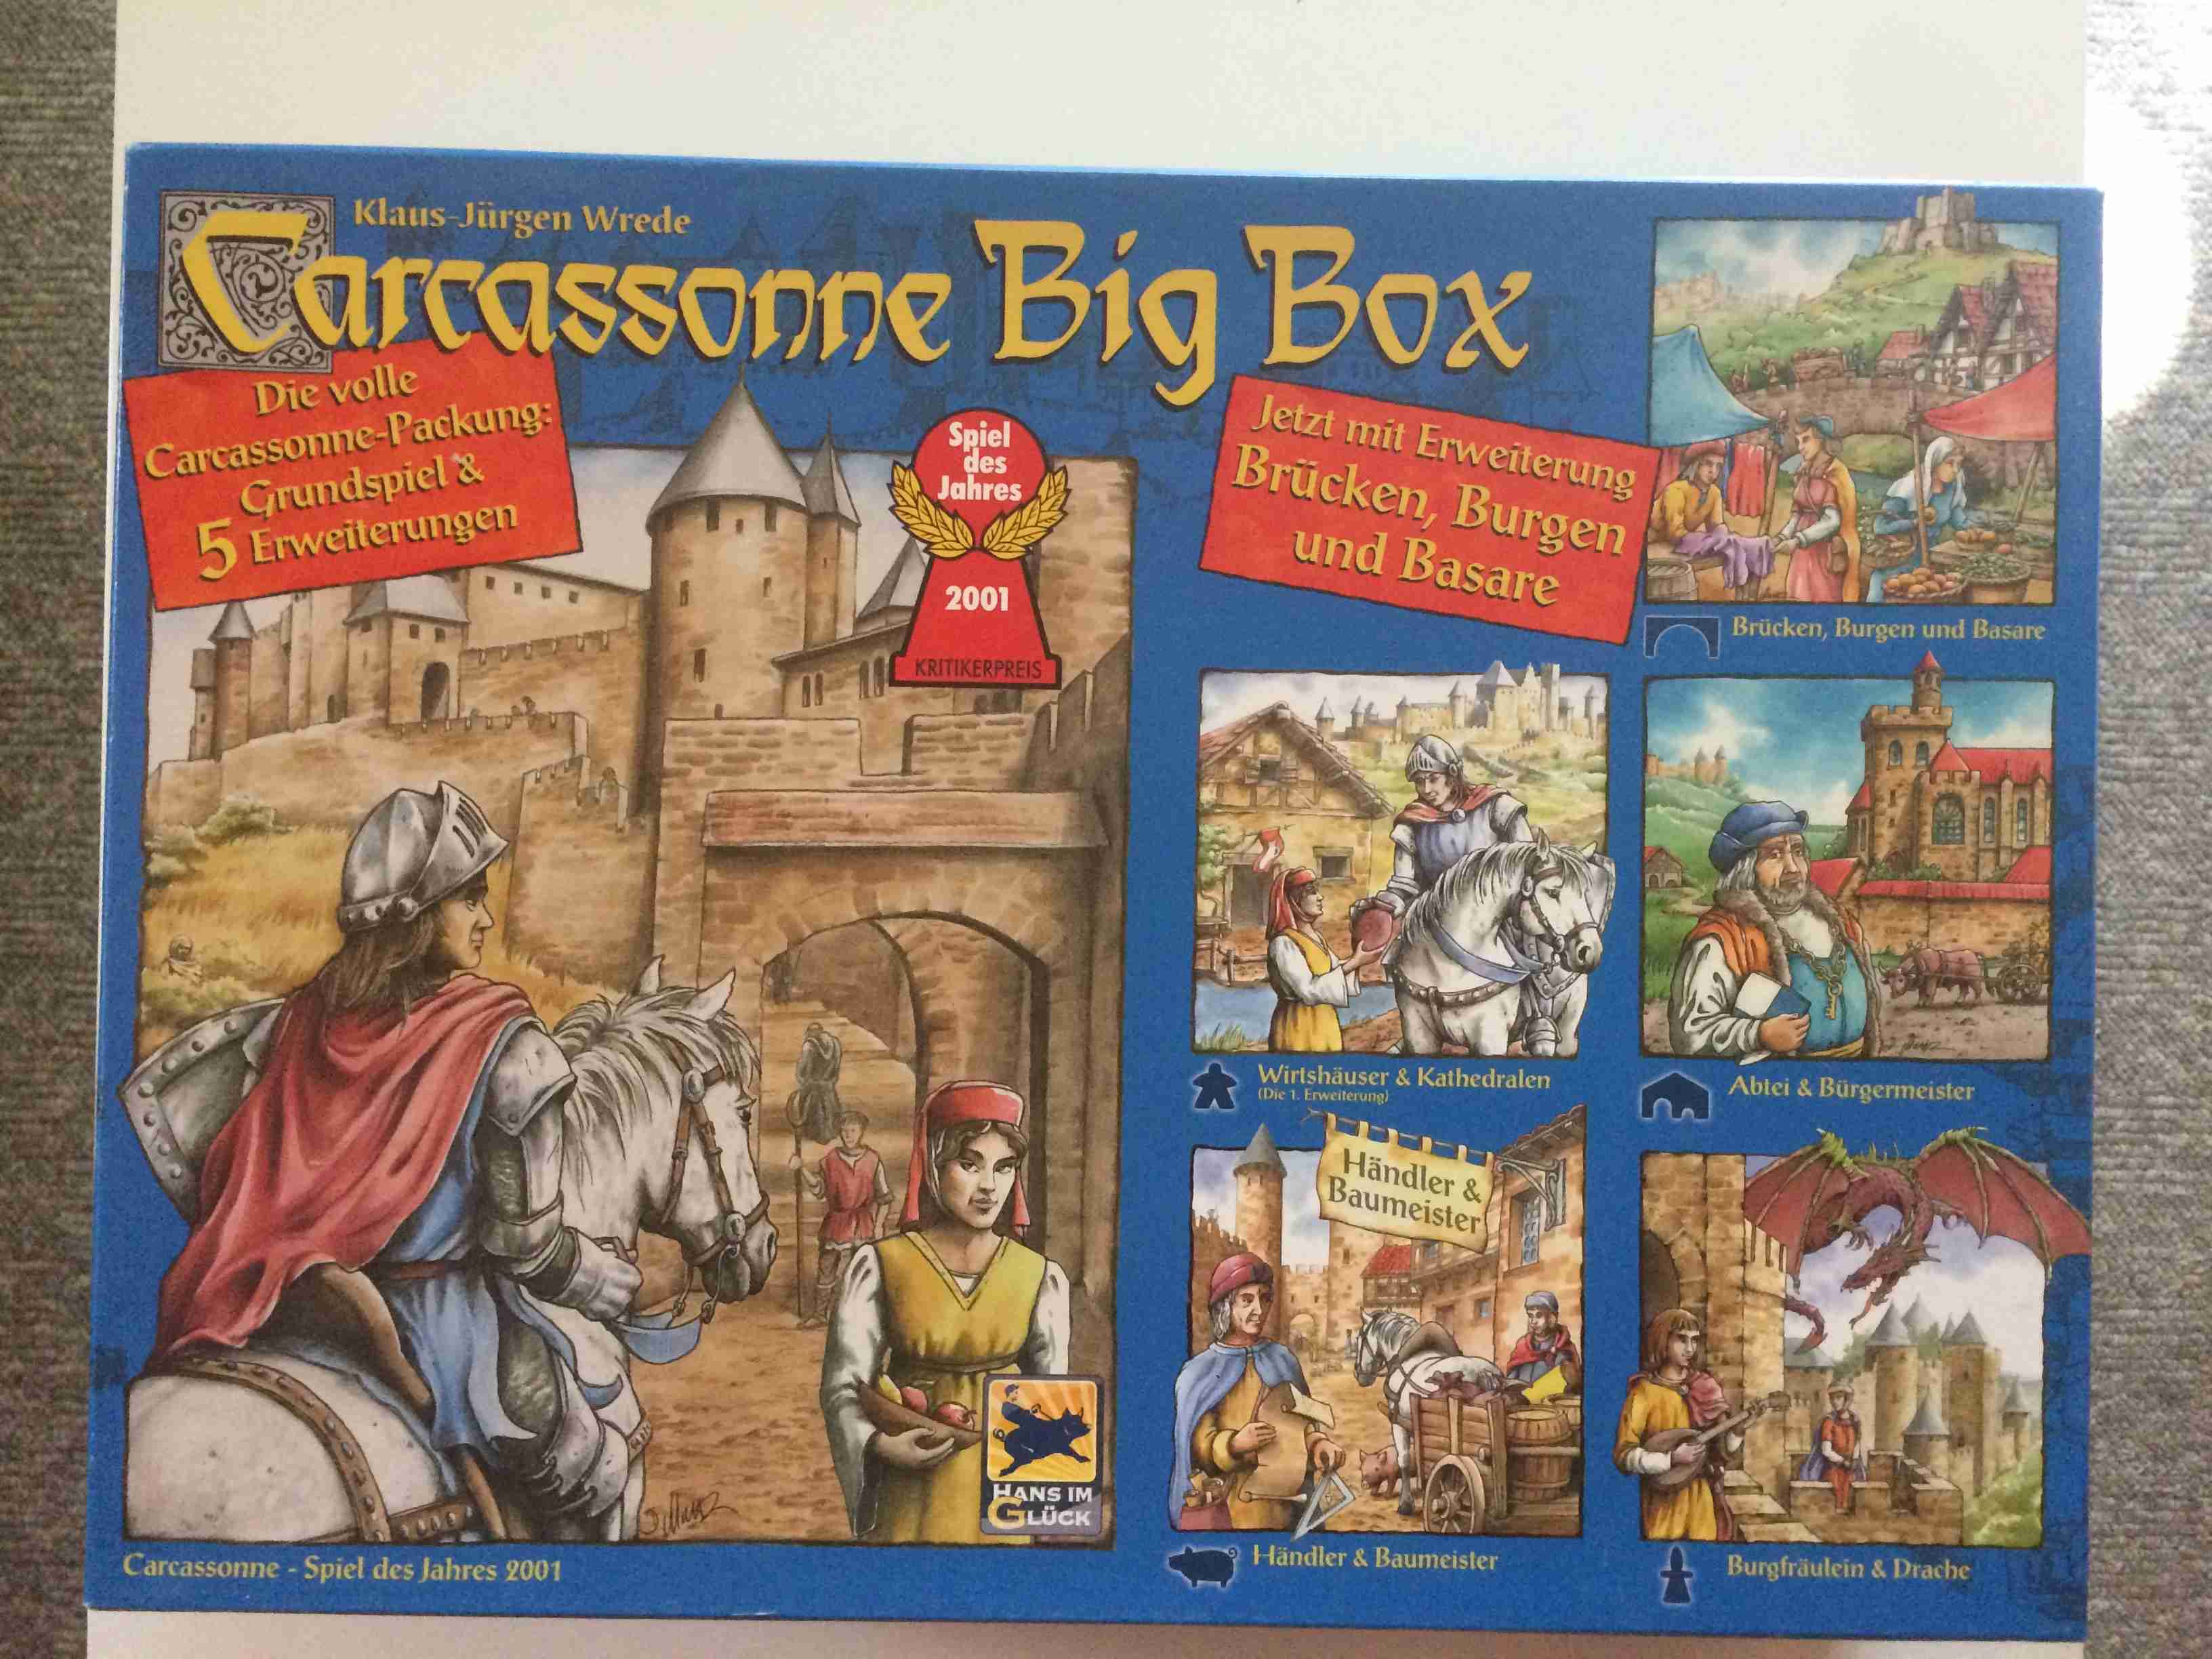 Klaus-Jürgen Wrede
Carcassonne Big Box
Die volle
Carcassonne-Packung:
Grundspiel &
5 Erweiterungen
Spiel
des
Jahres
2001
KRITIKERPREIS
Jetzt mit Erweiterung
Brücken, Burgen
und Basare
Brücken, Burgen und Basare
Wirtshäuser & Kathedralen
(Die 1. Erweiterung)
Abtei & Bürgermeister
Händler &
Baumeister
Händler & Baumeister
Burgfräulein & Drache
HANS IM
GLÜCK
Carcassonne - Spiel des Jahres 2001